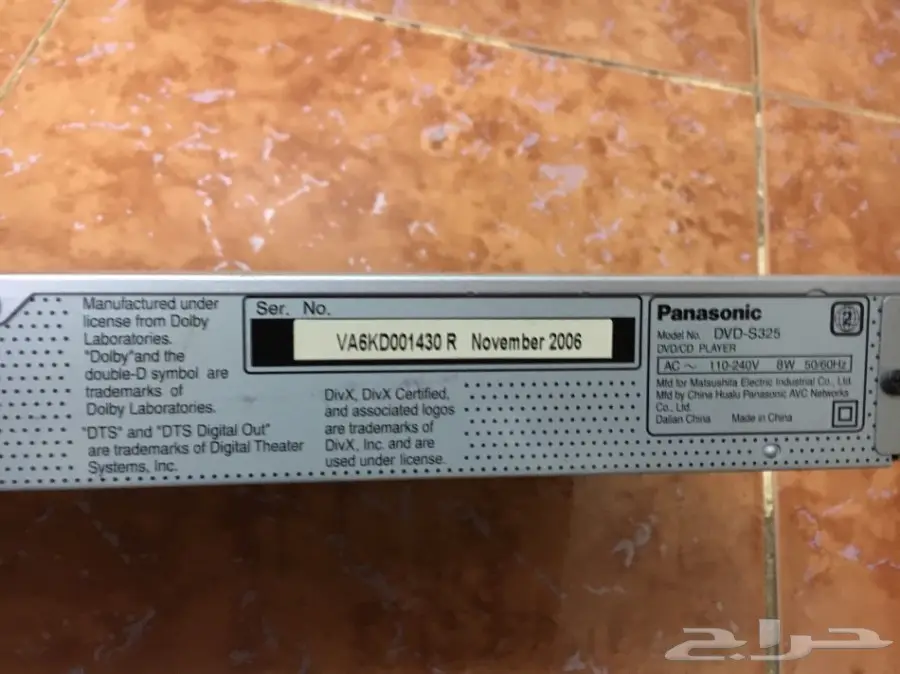 Manufactured under
license from Dolby
Laboratories.
"Dolby"and the
double-D symbol are
trademarks of
Dolby Laboratories.
"DTS" and "DTS Digital Out"
are trademarks of Digital Theater
Systems, Inc.
Ser. No.
VA6KD001430 R November 2006
DivX, DivX Certified,
and associated logos
are trademarks of
DivX, Inc. and are
used under license.
Panasonic
Model No. DVD-S325
DVD/CD PLAYER
AC ~ 110-240V 8W 50/60Hz
Mfd for Matsushita Electric Industrial Co., Ltd.
Mfd by China Hualu Panasonic AVC Networks
Co., Ltd.
Dalian China Made in China
حراج